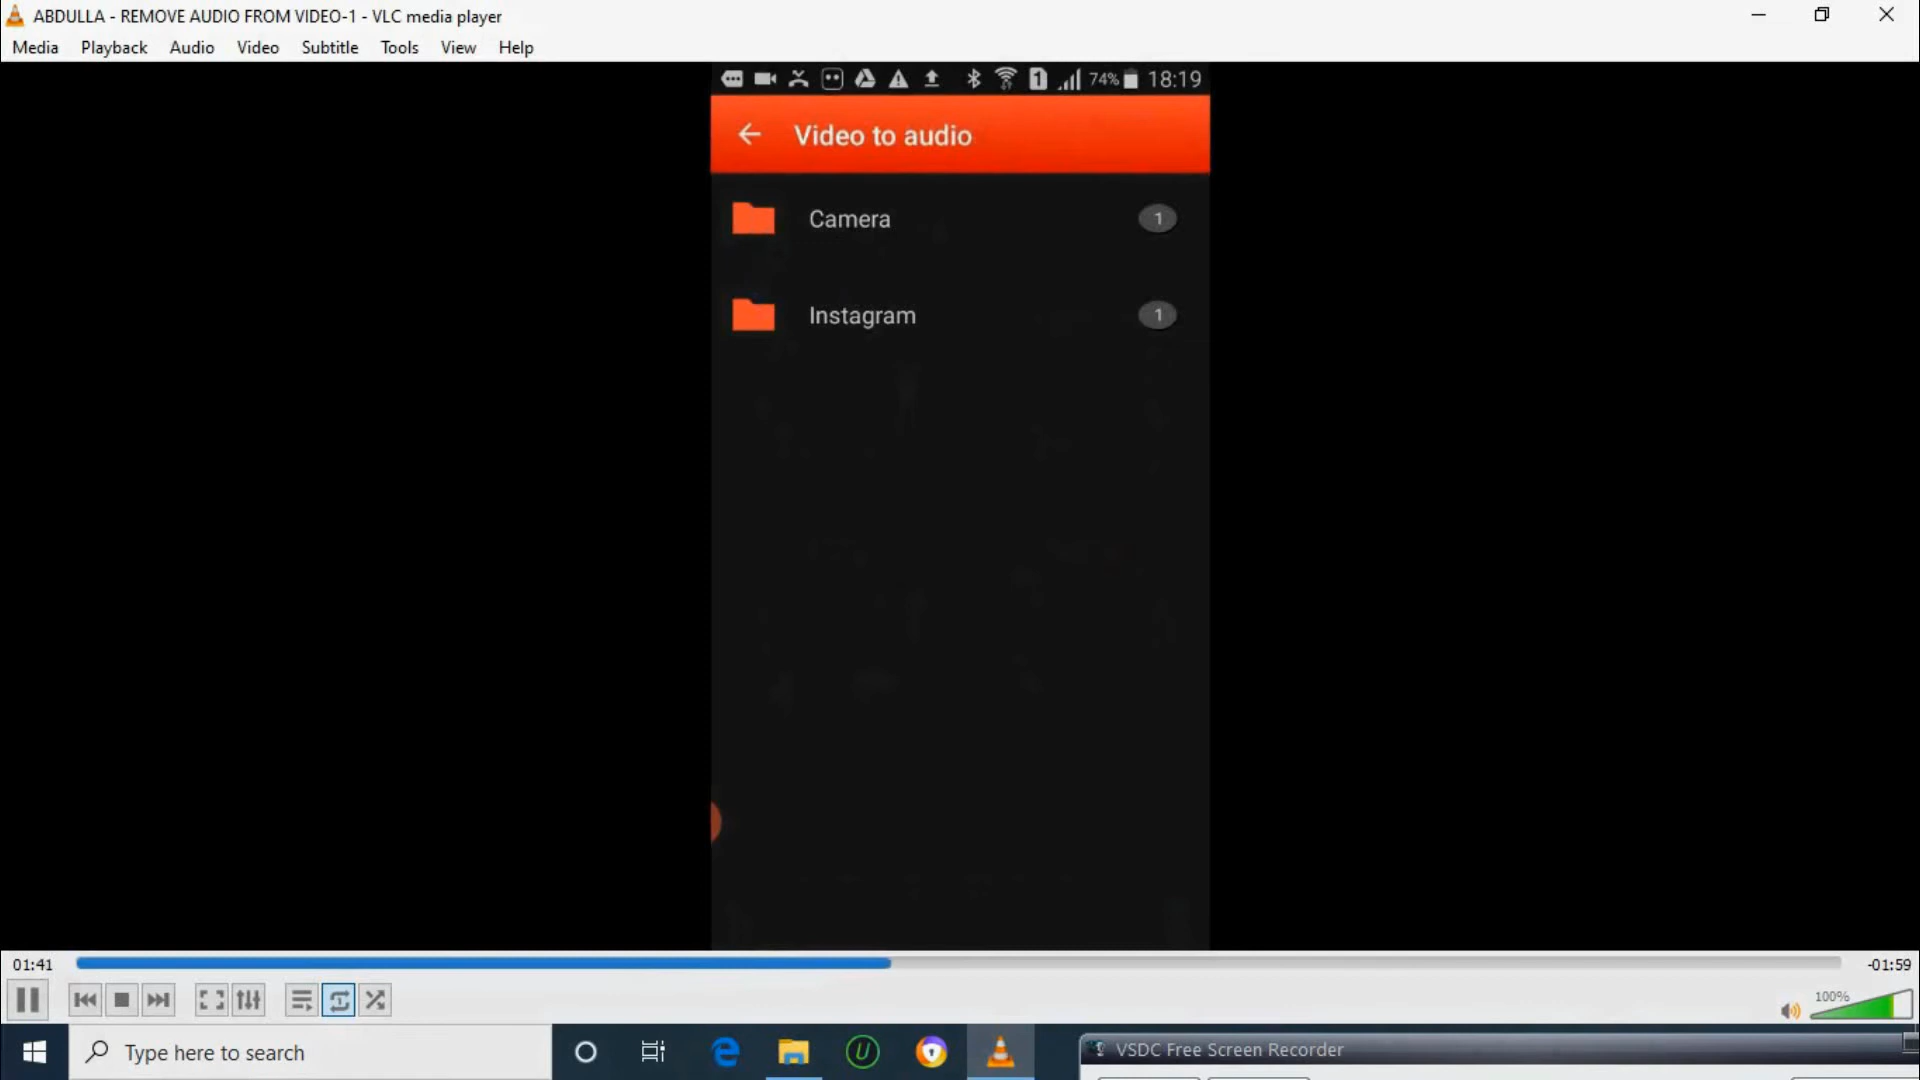 ABDULLA - REMOVE AUDIO FROM VIDEO-1 - VLC media player
Media Playback Audio Video Subtitle Tools View Help
1 74% 18:19
Video to audio
Camera 1
Instagram 1
01:41 -01:59
100%
Type here to search
U
VSDC Free Screen Recorder